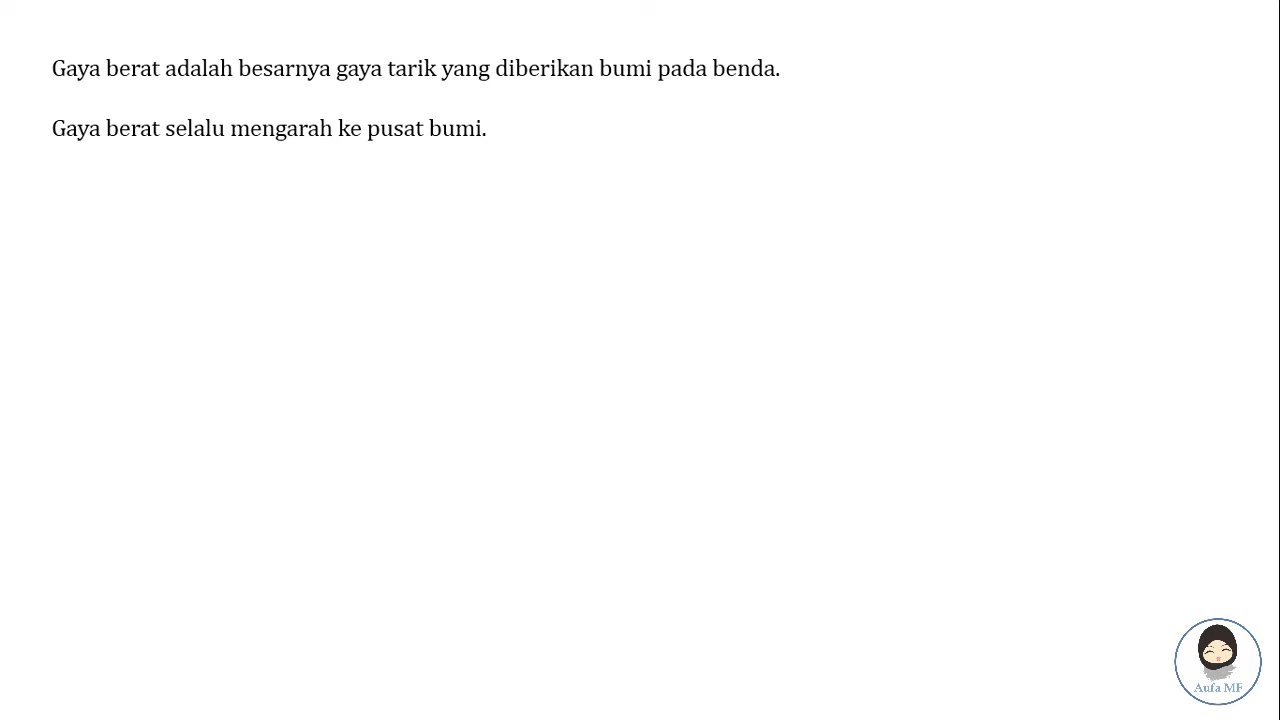 Gaya berat adalah besarnya gaya tarik yang diberikan bumi pada benda.
Gaya berat selalu mengarah ke pusat bumi.
Aufa MF